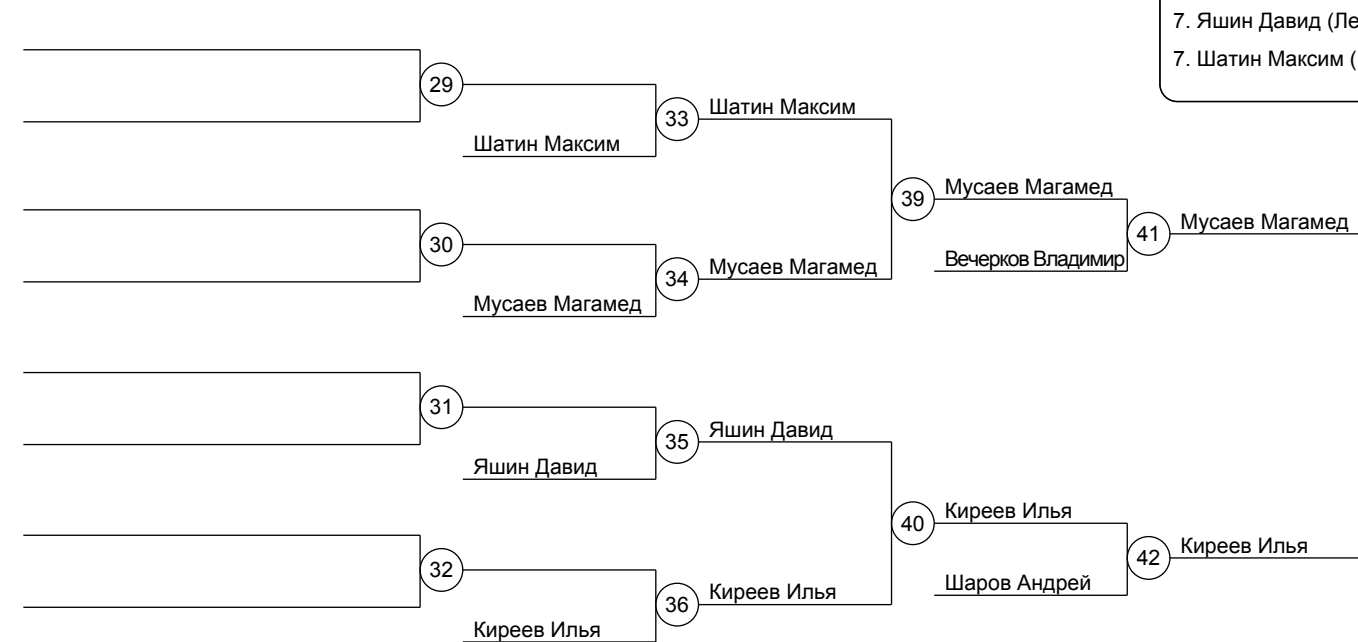 7. Яшин Давид (Ле
7. Шатин Максим (
29
33
Шатин Максим
Шатин Максим
39
Мусаев Магамед
30
34
Мусаев Магамед
Мусаев Магамед
Вечерков Владимир
41
Мусаев Магамед
31
35
Яшин Давид
Яшин Давид
40
Киреев Илья
32
36
Киреев Илья
Киреев Илья
Шаров Андрей
42
Киреев Илья